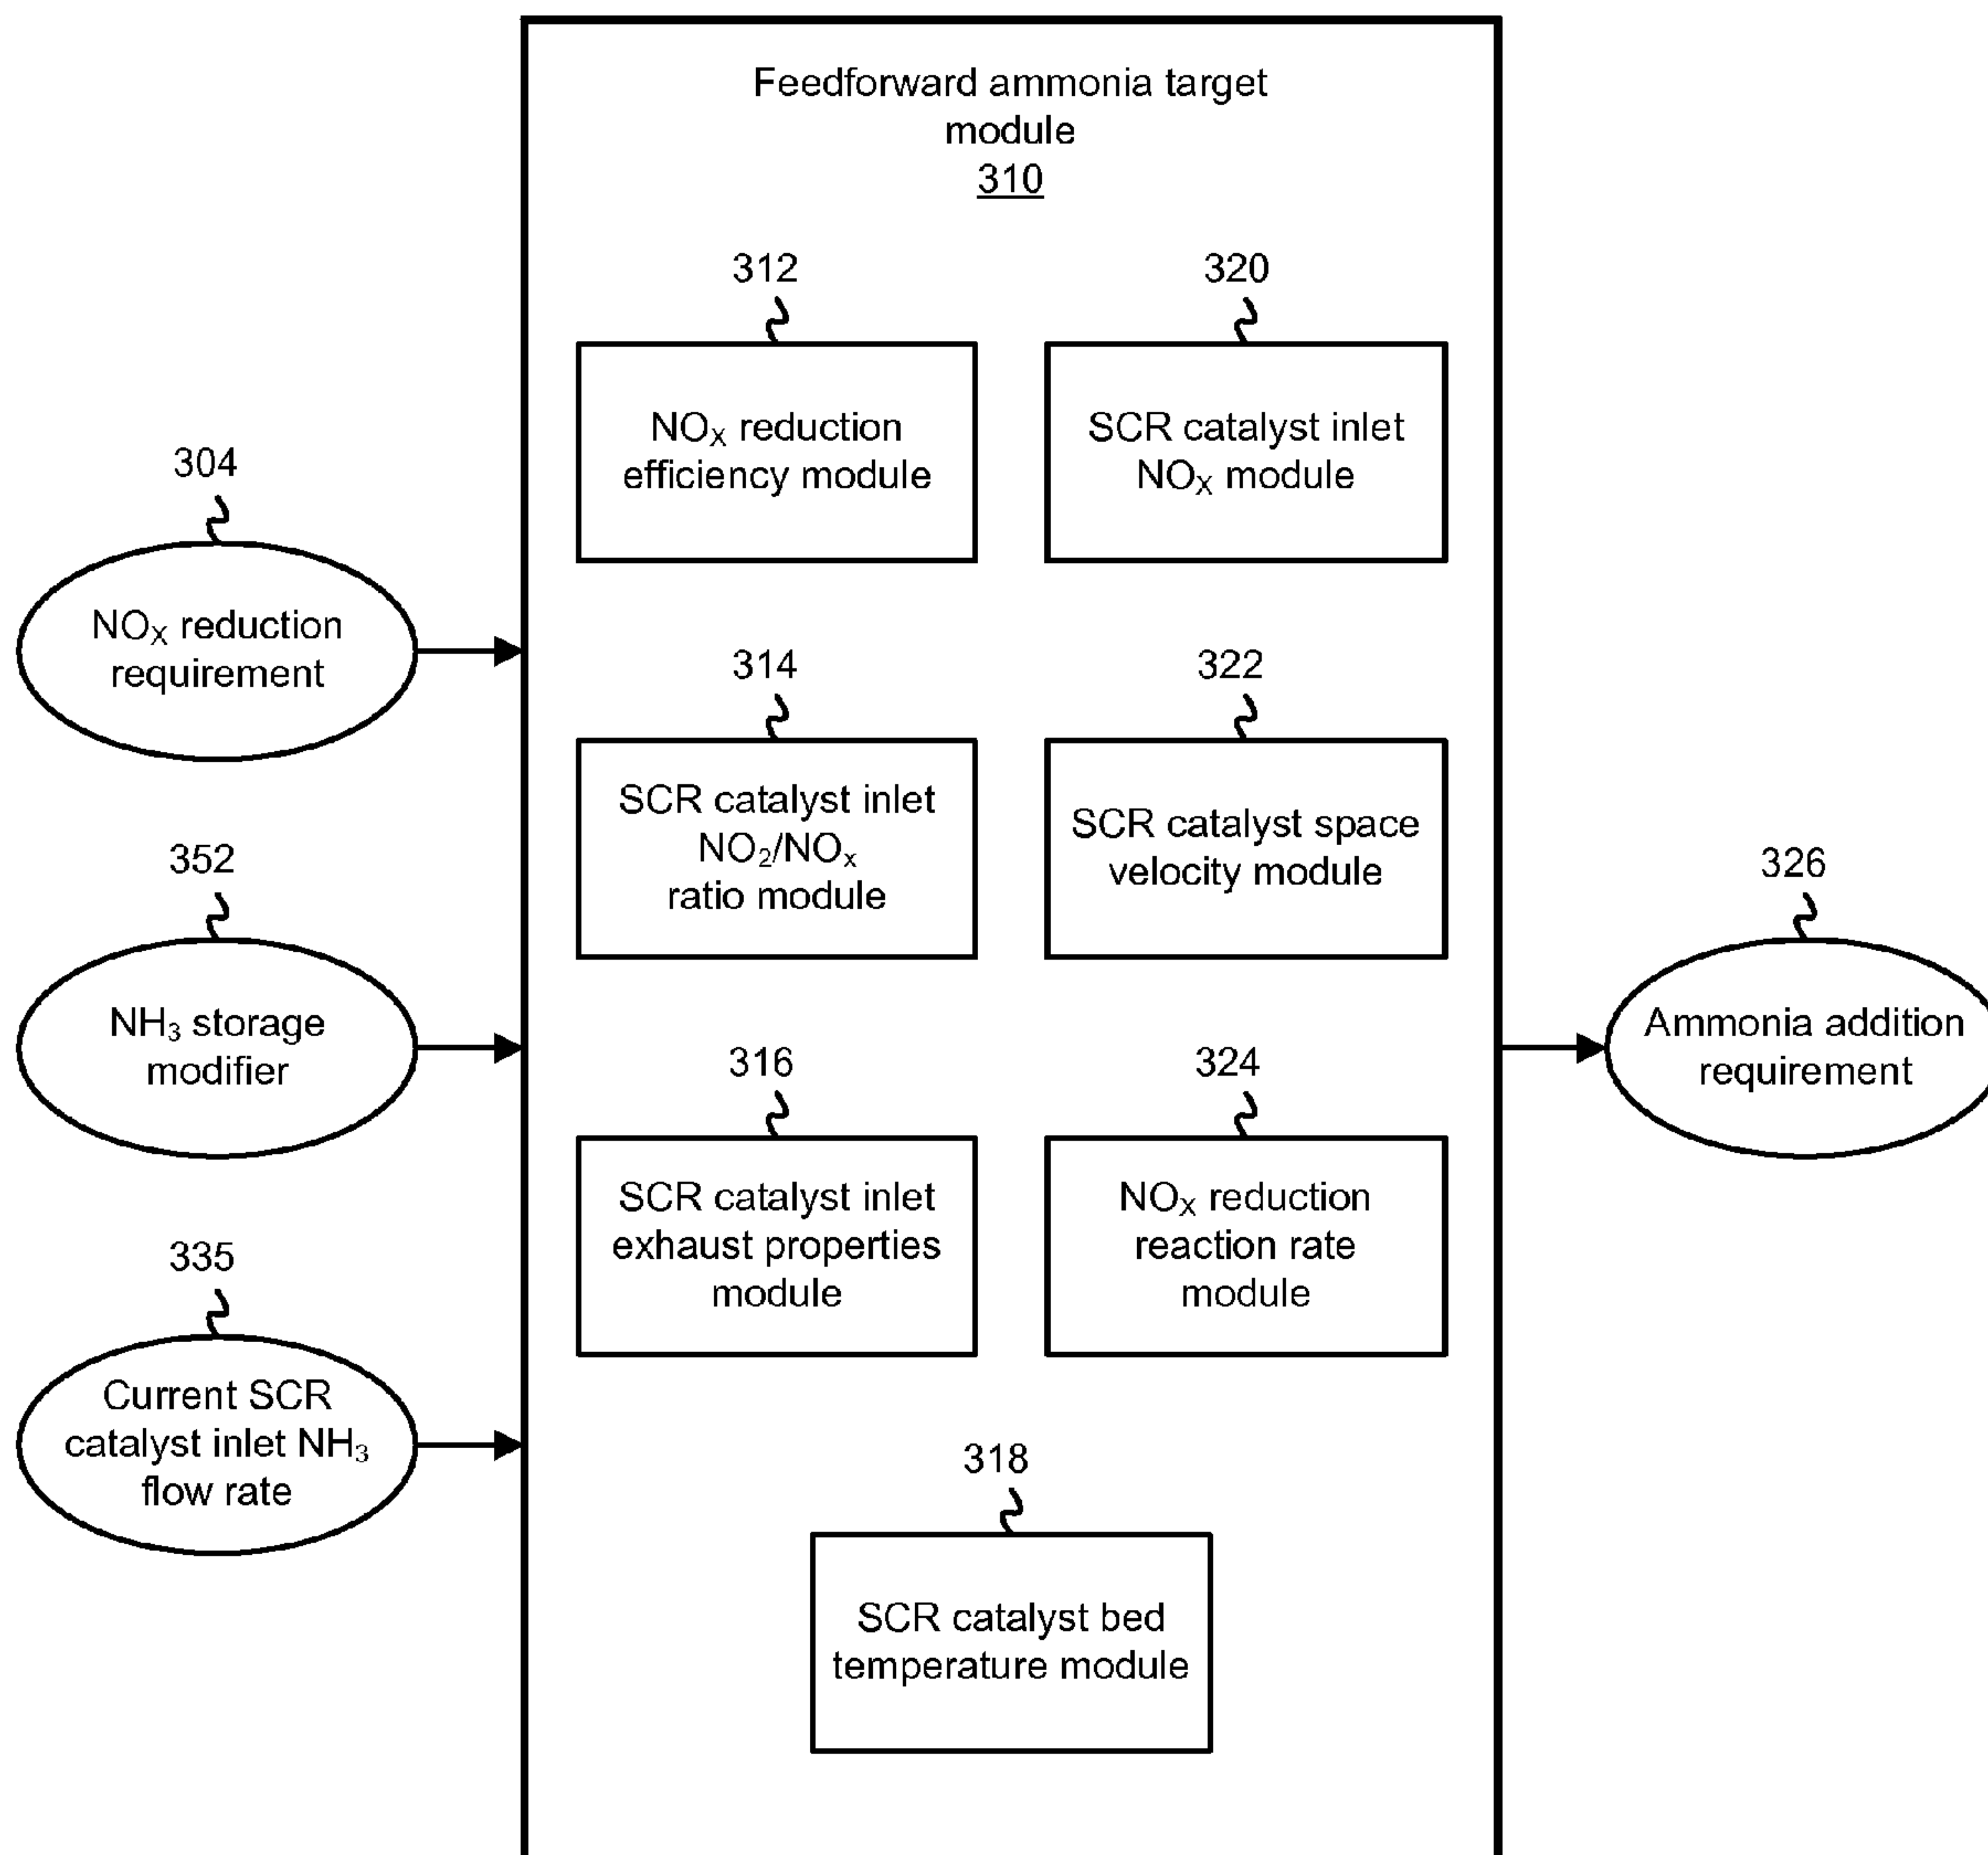 Feedforward ammonia target
module
310
312
320
NOX reduction
efficiency module
SCR catalyst inlet
NOX module
304
NOX reduction
requirement
314
322
SCR catalyst inlet
NO2/NOx
ratio module
SCR catalyst space
velocity module
352
NH3 storage
modifier
326
Ammonia addition
requirement
316
324
SCR catalyst inlet
exhaust properties
module
NOX reduction
reaction rate
module
335
Current SCR
catalyst inlet NH3
flow rate
318
SCR catalyst bed
temperature module